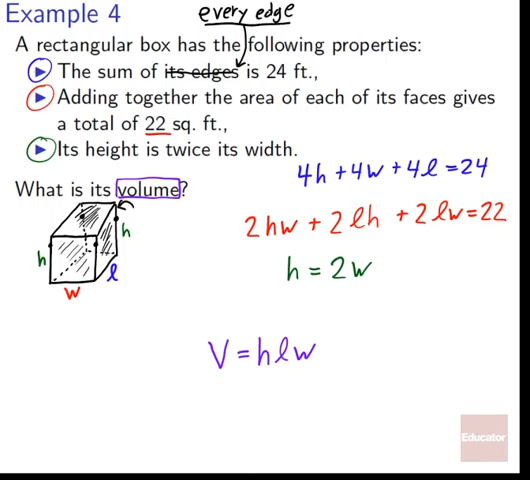 Example 4
every edge
A rectangular box has the following properties:
The sum of its edges is 24 ft.,
Adding together the area of each of its faces gives
a total of 22 sq. ft.,
Its height is twice its width.
What is its volume?
4h + 4w + 4l = 24
2hw + 2lh + 2lw = 22
h = 2w
h
h
l
w
V = hlw
Educator